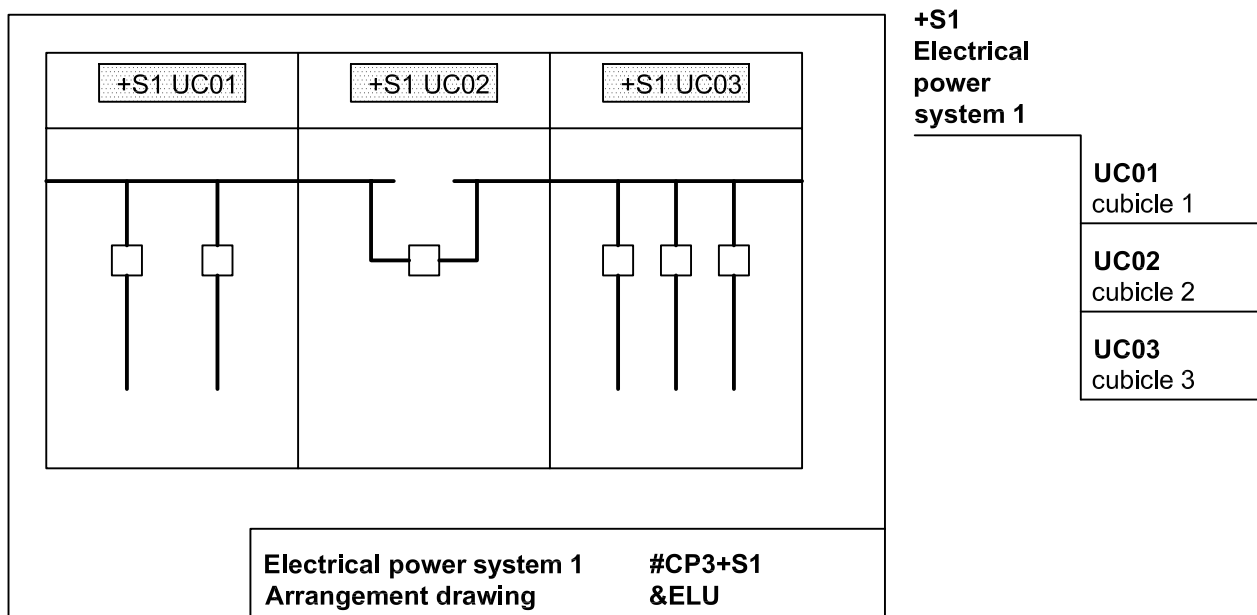 +S1 UC01
+S1 UC02
+S1 UC03
Electrical power system 1 #CP3+S1
Arrangement drawing &ELU
+S1
Electrical
power
system 1
UC01
cubicle 1
UC02
cubicle 2
UC03
cubicle 3